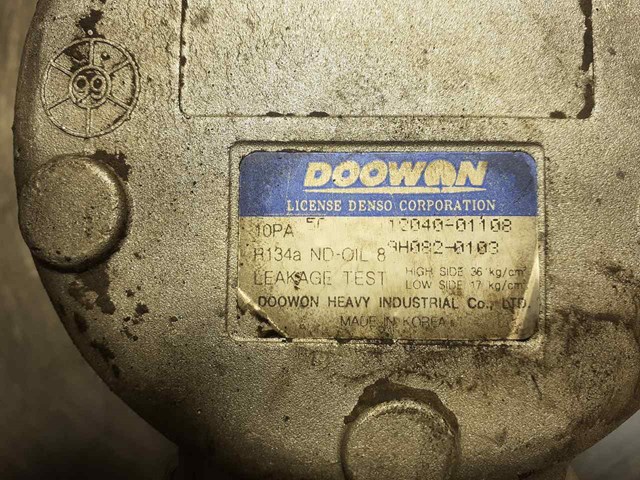 99
DOOWON
LICENSE DENSO CORPORATION
10PA 13040-01108
R134a ND-OIL 8 9H082-0103
LEAKAGE TEST HIGH SIDE 36 kg/cm²
LOW SIDE 17 kg/cm²
DOOWON HEAVY INDUSTRIAL Co., LTD.
MADE IN KOREA